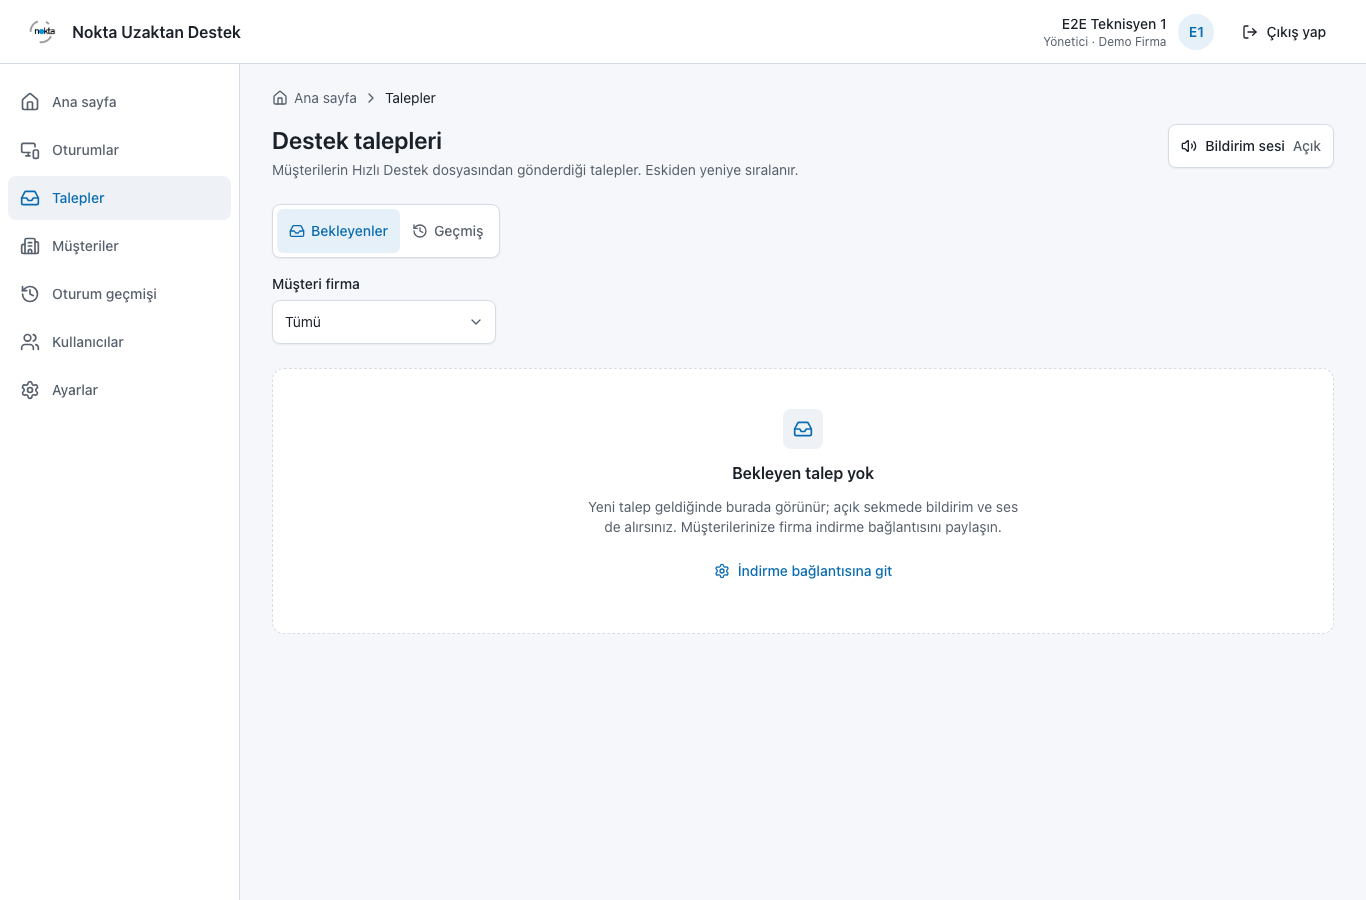 nokta
Nokta Uzaktan Destek
E2E Teknisyen 1
Yönetici · Demo Firma
E1
Çıkış yap
Ana sayfa
Oturumlar
Talepler
Müşteriler
Oturum geçmişi
Kullanıcılar
Ayarlar
Ana sayfa
Talepler
Destek talepleri
Müşterilerin Hızlı Destek dosyasından gönderdiği talepler. Eskiden yeniye sıralanır.
Bildirim sesi Açık
Bekleyenler
Geçmiş
Müşteri firma
Tümü
Bekleyen talep yok
Yeni talep geldiğinde burada görünür; açık sekmede bildirim ve ses
de alırsınız. Müşterilerinize firma indirme bağlantısını paylaşın.
İndirme bağlantısına git